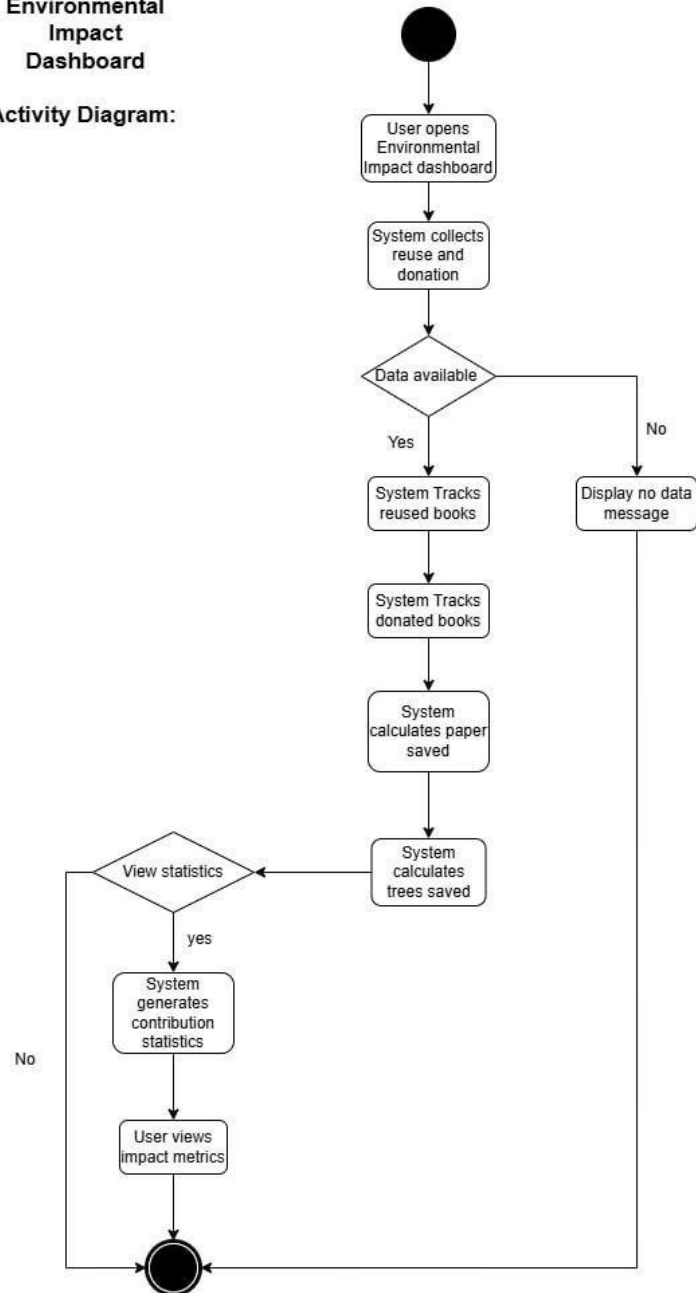 Environmental
Impact
Dashboard
Activity Diagram:
User opens
Environmental
Impact dashboard
System collects
reuse and
donation
Data available
Yes
No
System Tracks
reused books
Display no data
message
System Tracks
donated books
System
calculates paper
saved
System
calculates
trees saved
View statistics
yes
System
generates
contribution
statistics
No
User views
impact metrics